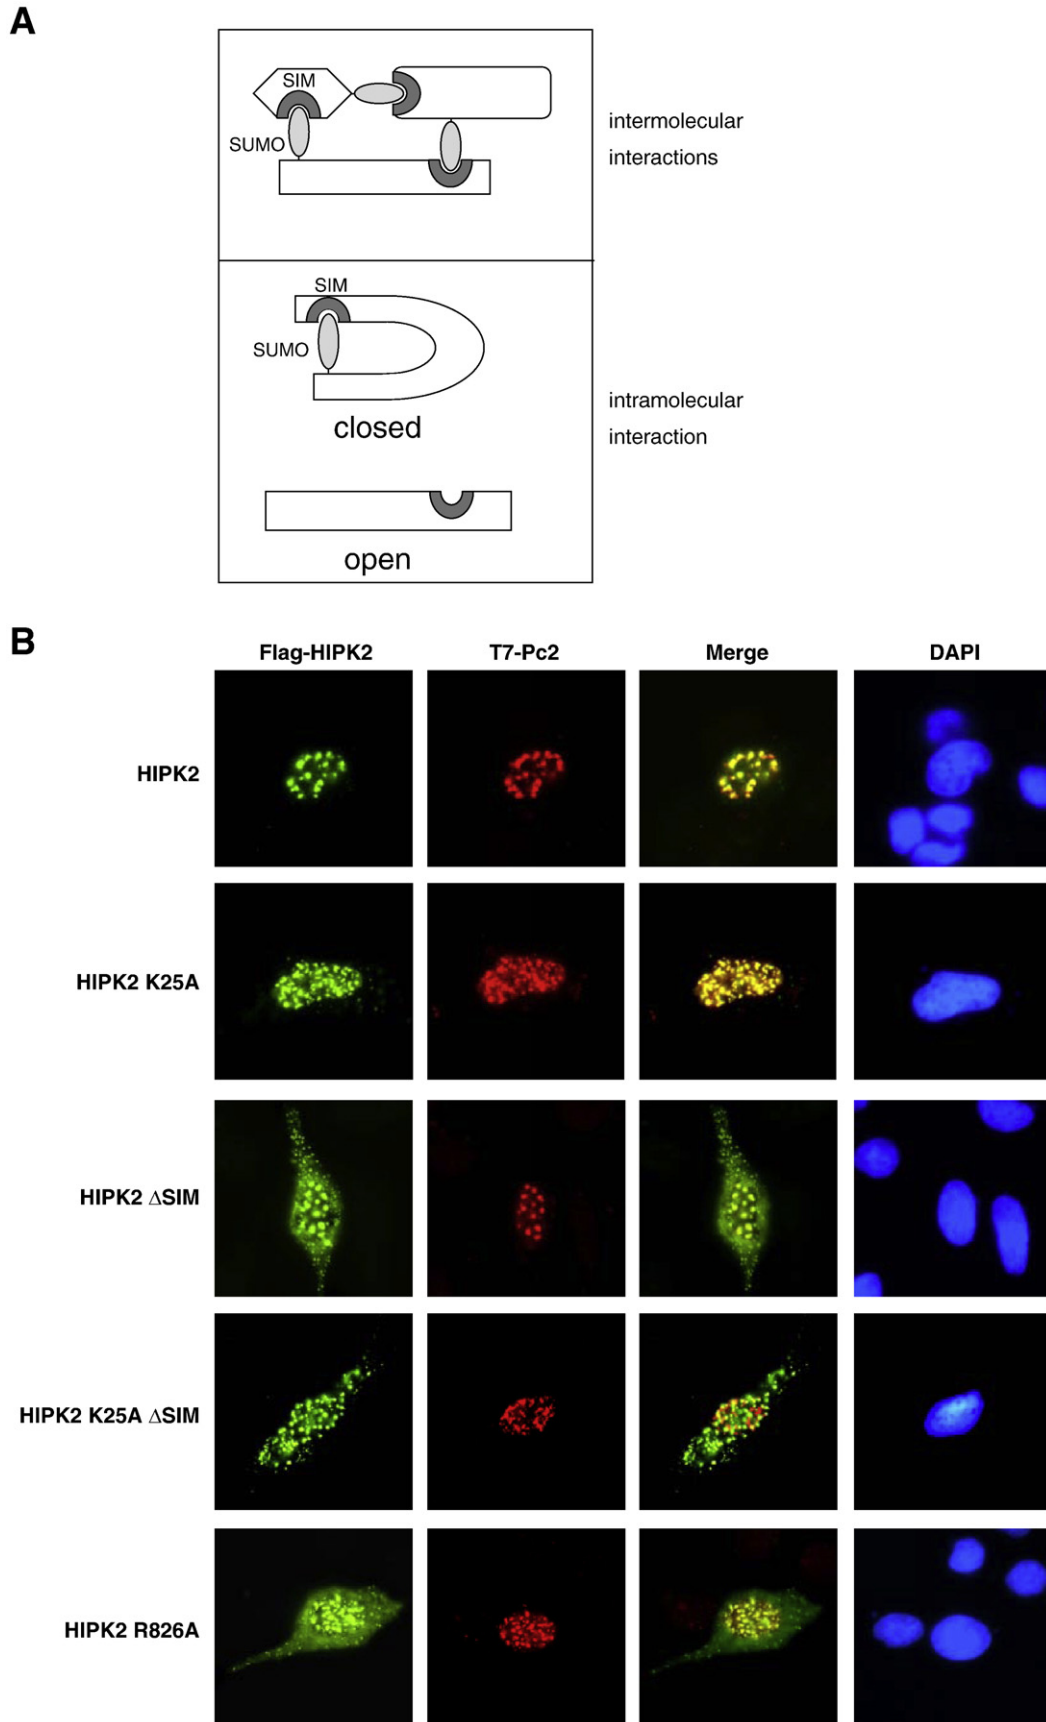 A
SIM
SUMO
intermolecular
interactions
SIM
SUMO
closed
intramolecular
interaction
open
B
Flag-HIPK2 T7-Pc2 Merge DAPI
HIPK2
HIPK2 K25A
HIPK2 ΔSIM
HIPK2 K25A ΔSIM
HIPK2 R826A